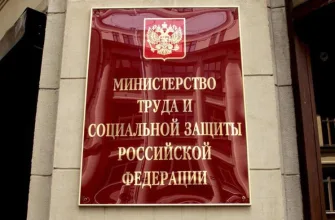 МИНИСТЕРСТВО
ТРУДА И
СОЦИАЛЬНОЙ ЗАЩИТЫ
РОССИЙСКОЙ
ФЕДЕРАЦИИ